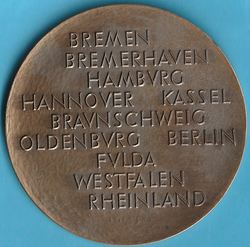 BREMEN
BREMERHAVEN
HAMBVRG
HANNOVER KASSEL
BRAVNSCHWEIG
OLDENBVRG BERLIN
FVLDA
WESTFALEN
RHEINLAND